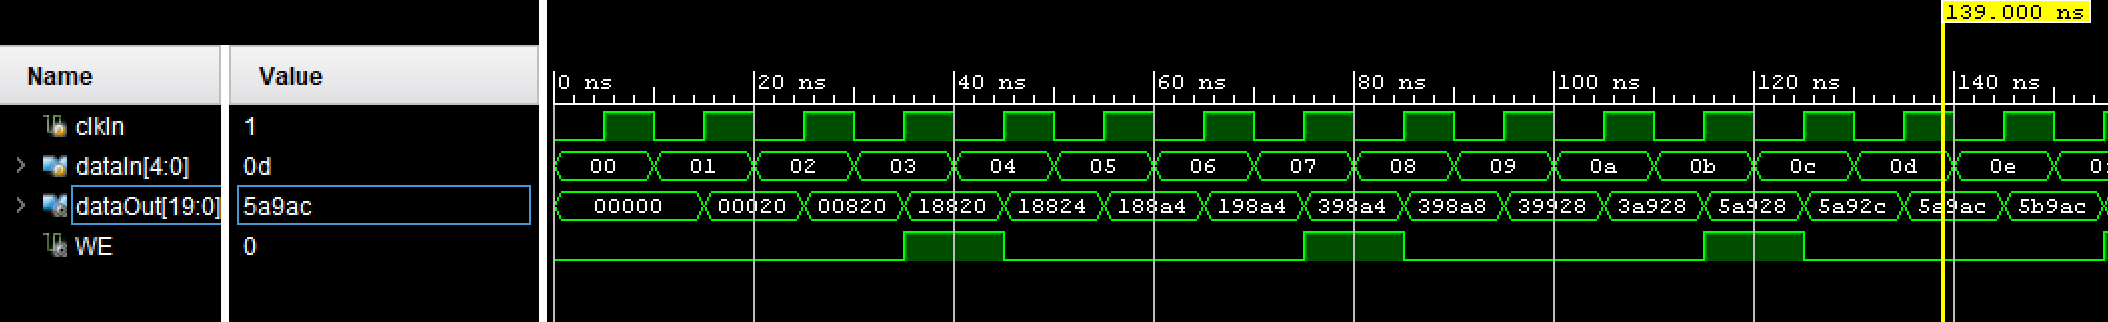 139.000 ns
Name Value
0 ns 20 ns 40 ns 60 ns 80 ns 100 ns 120 ns 140 ns
clkIn 1
dataIn[4:0] 0d 00 01 02 03 04 05 06 07 08 09 0a 0b 0c 0d 0e
dataOut[19:0] 5a9ac 00000 00020 00820 18820 18824 188a4 198a4 398a4 398a8 39928 3a928 5a928 5a92c 5a9ac 5b9ac
WE 0